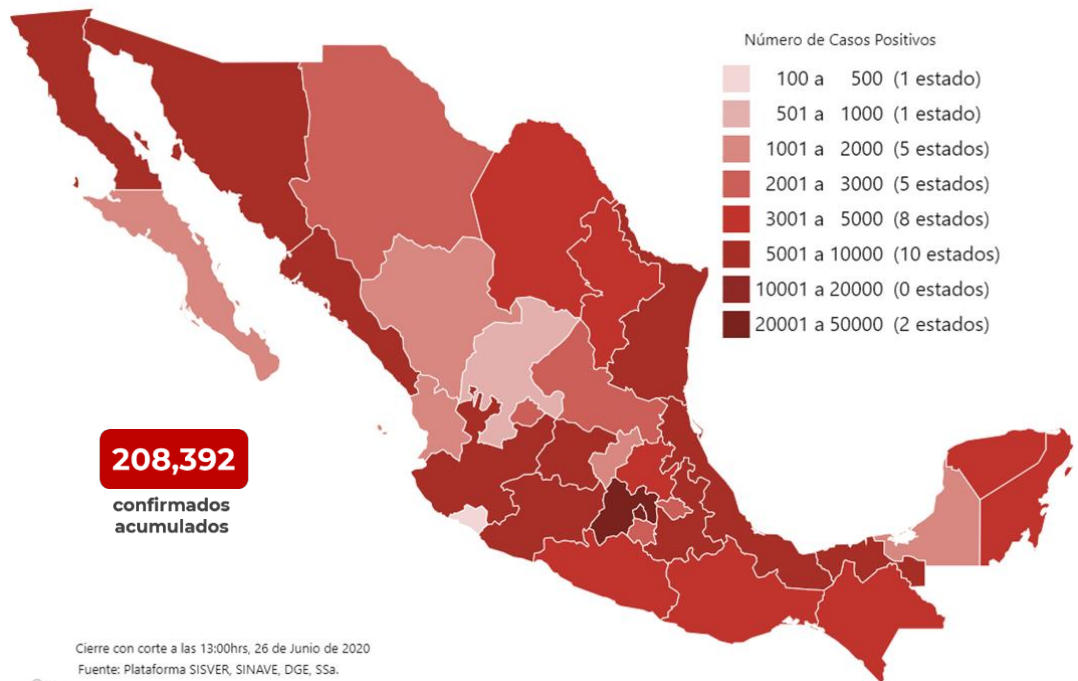 Número de Casos Positivos
100 a 500 (1 estado)
501 a 1000 (1 estado)
1001 a 2000 (5 estados)
2001 a 3000 (5 estados)
3001 a 5000 (8 estados)
5001 a 10000 (10 estados)
10001 a 20000 (0 estados)
20001 a 50000 (2 estados)
208,392
confirmados
acumulados
Cierre con corte a las 13:00hrs, 26 de Junio de 2020
Fuente: Plataforma SISVER, SINAVE, DGE, SSa.